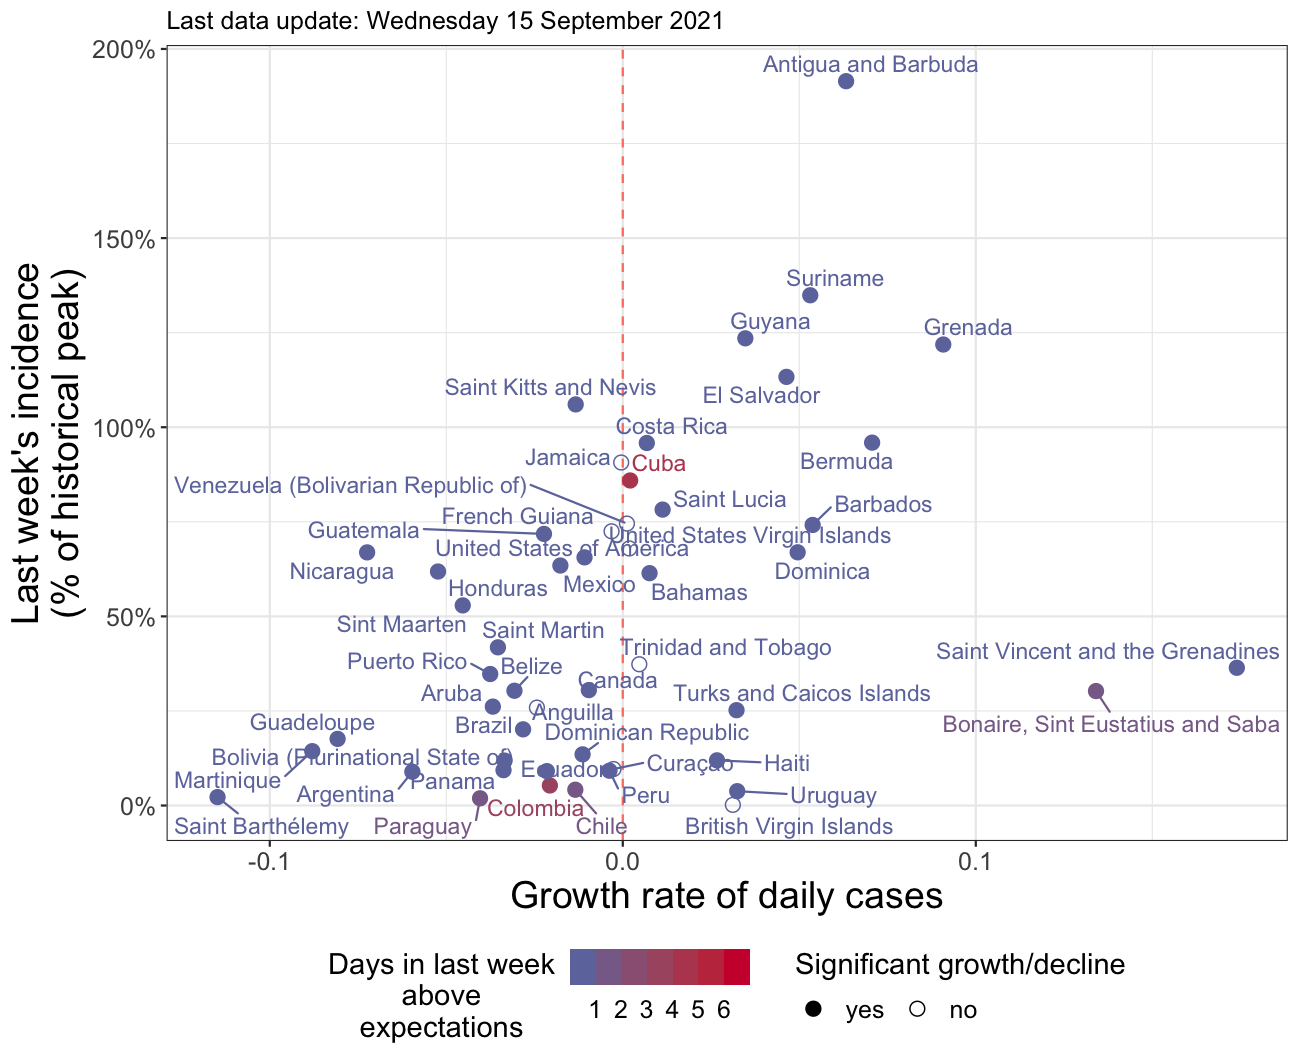 Last data update: Wednesday 15 September 2021
200%
Antigua and Barbuda
150%
Suriname
Guyana
Grenada
El Salvador
Saint Kitts and Nevis
100%
Costa Rica
Bermuda
Jamaica
Cuba
Venezuela (Bolivarian Republic of)
Saint Lucia
Barbados
French Guiana
Guatemala
United States Virgin Islands
United States of America
Nicaragua
Mexico
Dominica
Honduras
Bahamas
50%
Sint Maarten
Saint Martin
Trinidad and Tobago
Saint Vincent and the Grenadines
Puerto Rico
Belize
Canada
Aruba
Turks and Caicos Islands
Anguilla
Guadeloupe
Brazil
Bonaire, Sint Eustatius and Saba
Dominican Republic
Bolivia (Plurinational State of)
Ecuador
Curaçao
Haiti
Martinique
Panama
Argentina
Peru
Uruguay
0%
Colombia
Saint Barthélemy
Paraguay
Chile
British Virgin Islands
-0.1
0.0
0.1
Last week's incidence
(% of historical peak)
Growth rate of daily cases
Days in last week
above
expectations
1 2 3 4 5 6
Significant growth/decline
yes
no